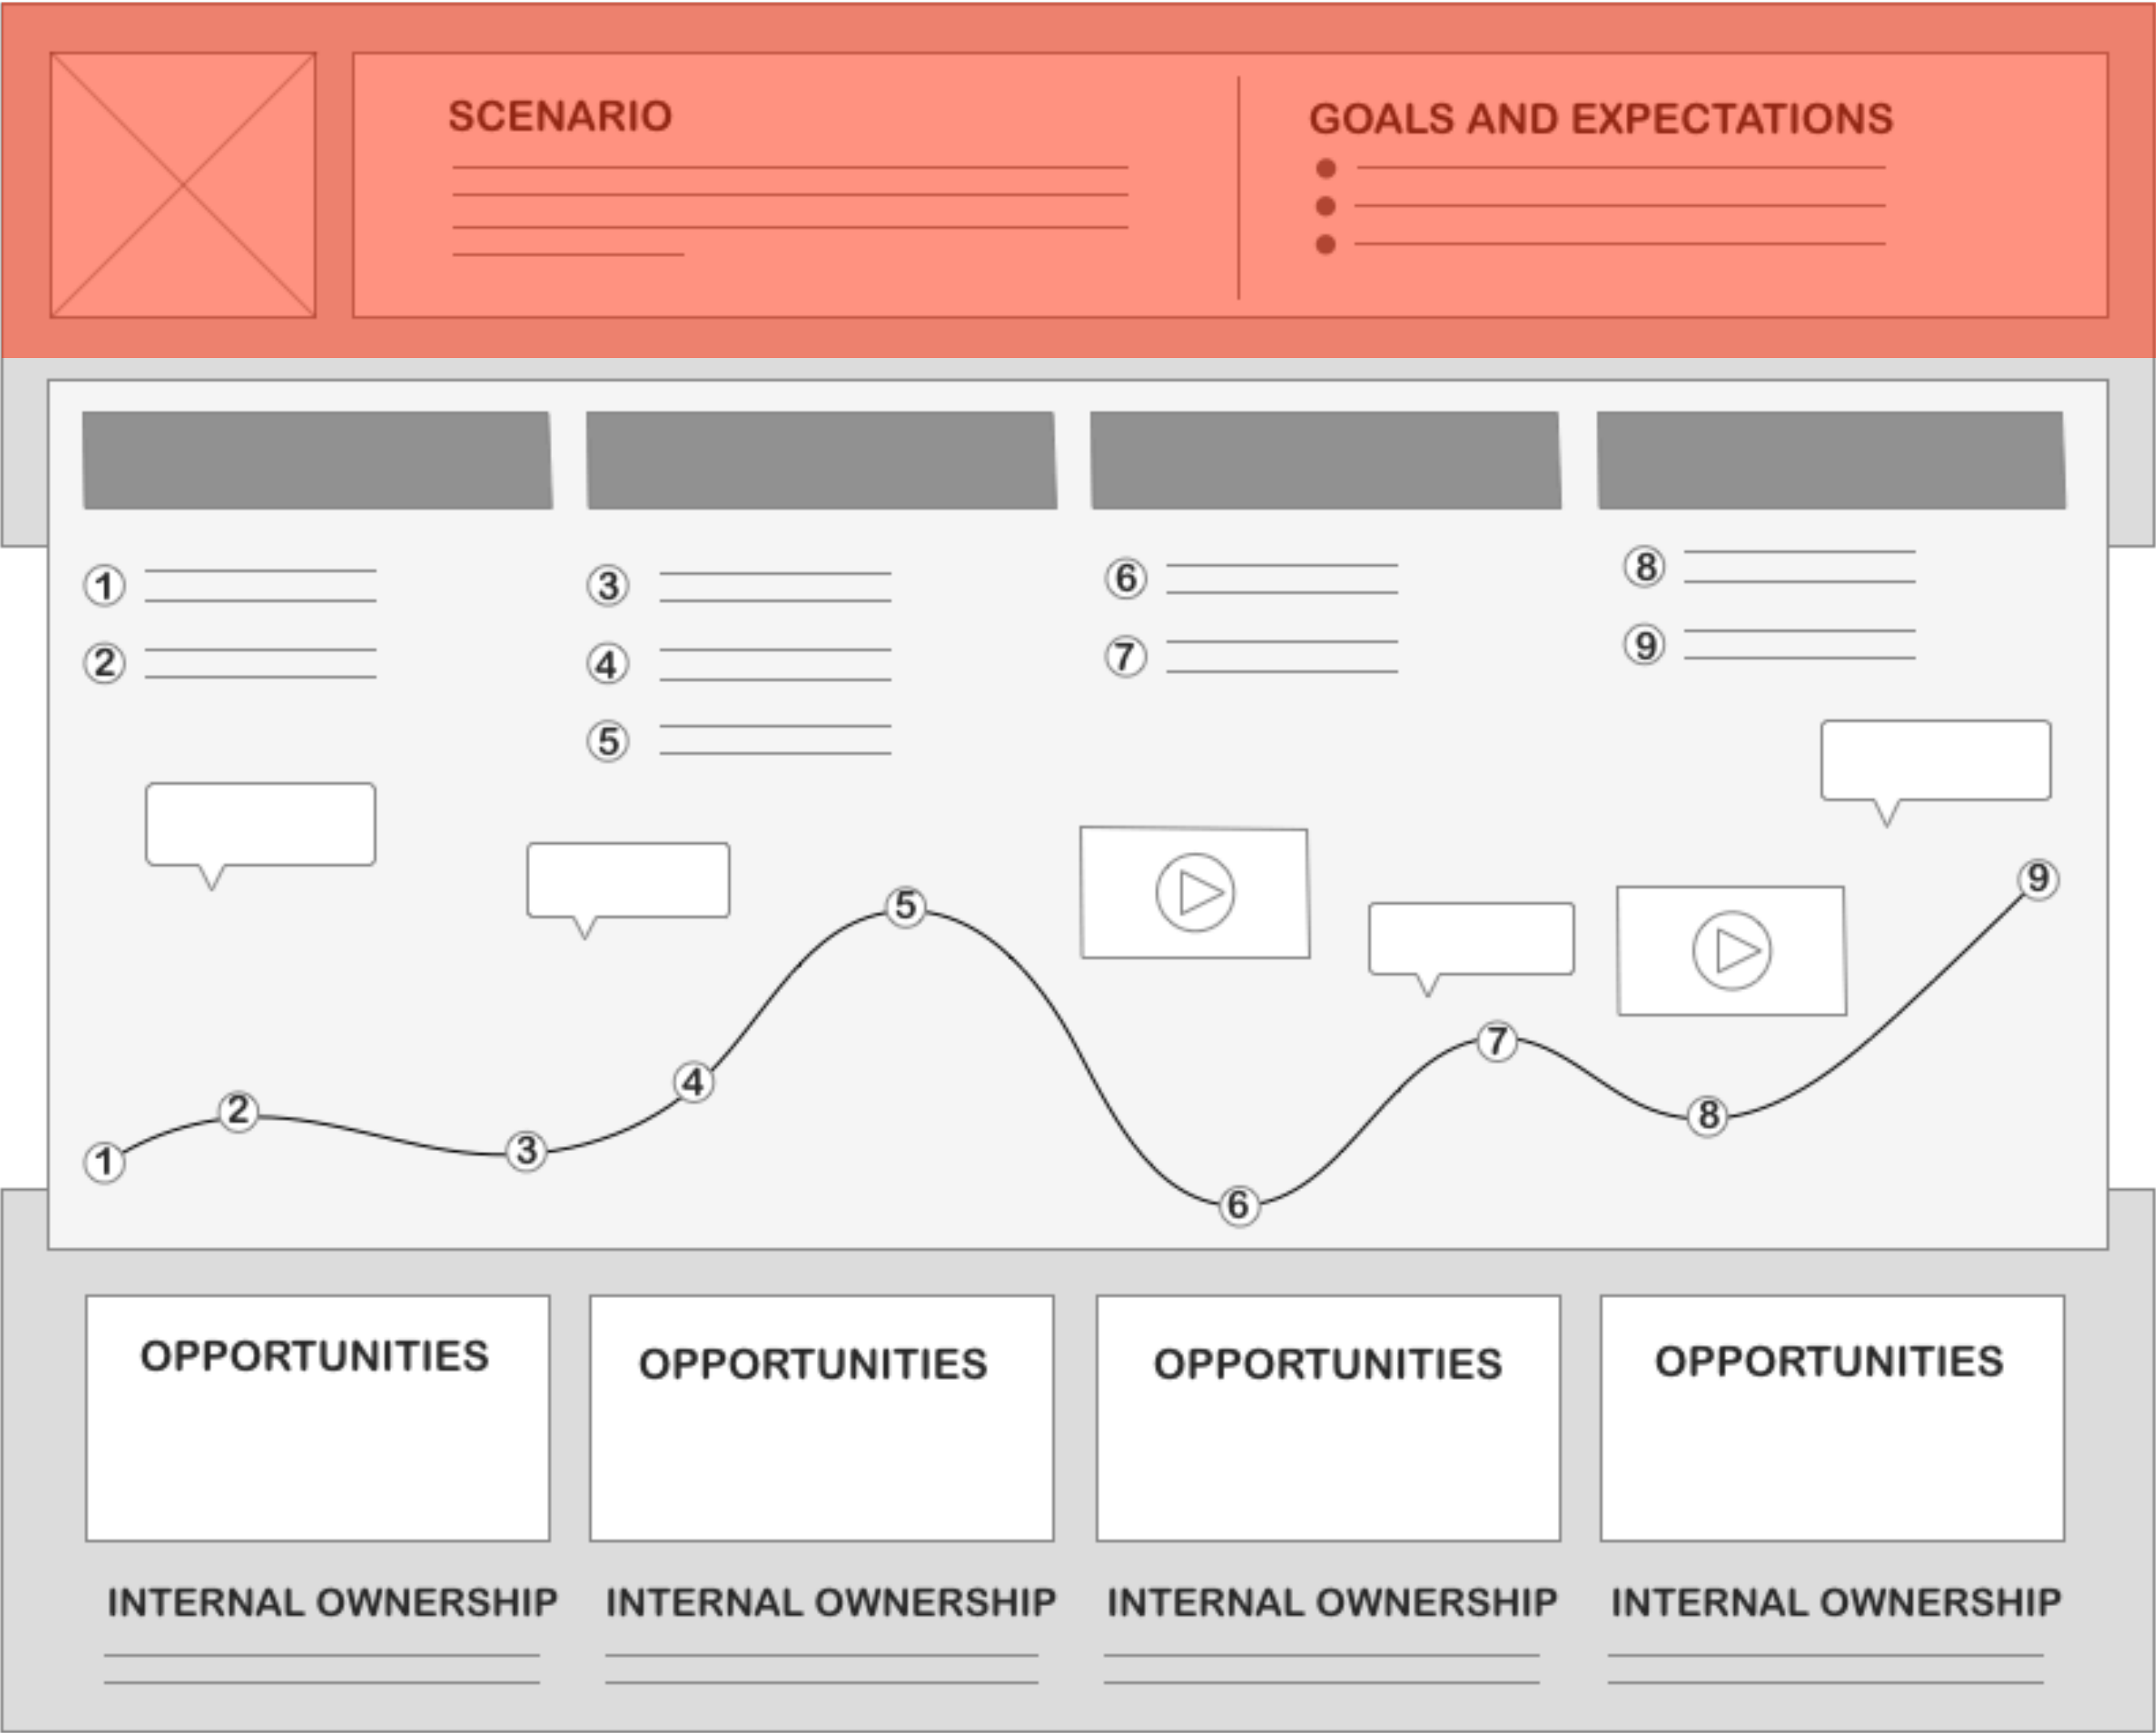 SCENARIO
GOALS AND EXPECTATIONS
1
2
3
4
5
6
7
8
9
1
2
3
4
5
6
7
8
9
OPPORTUNITIES
OPPORTUNITIES
OPPORTUNITIES
OPPORTUNITIES
INTERNAL OWNERSHIP
INTERNAL OWNERSHIP
INTERNAL OWNERSHIP
INTERNAL OWNERSHIP